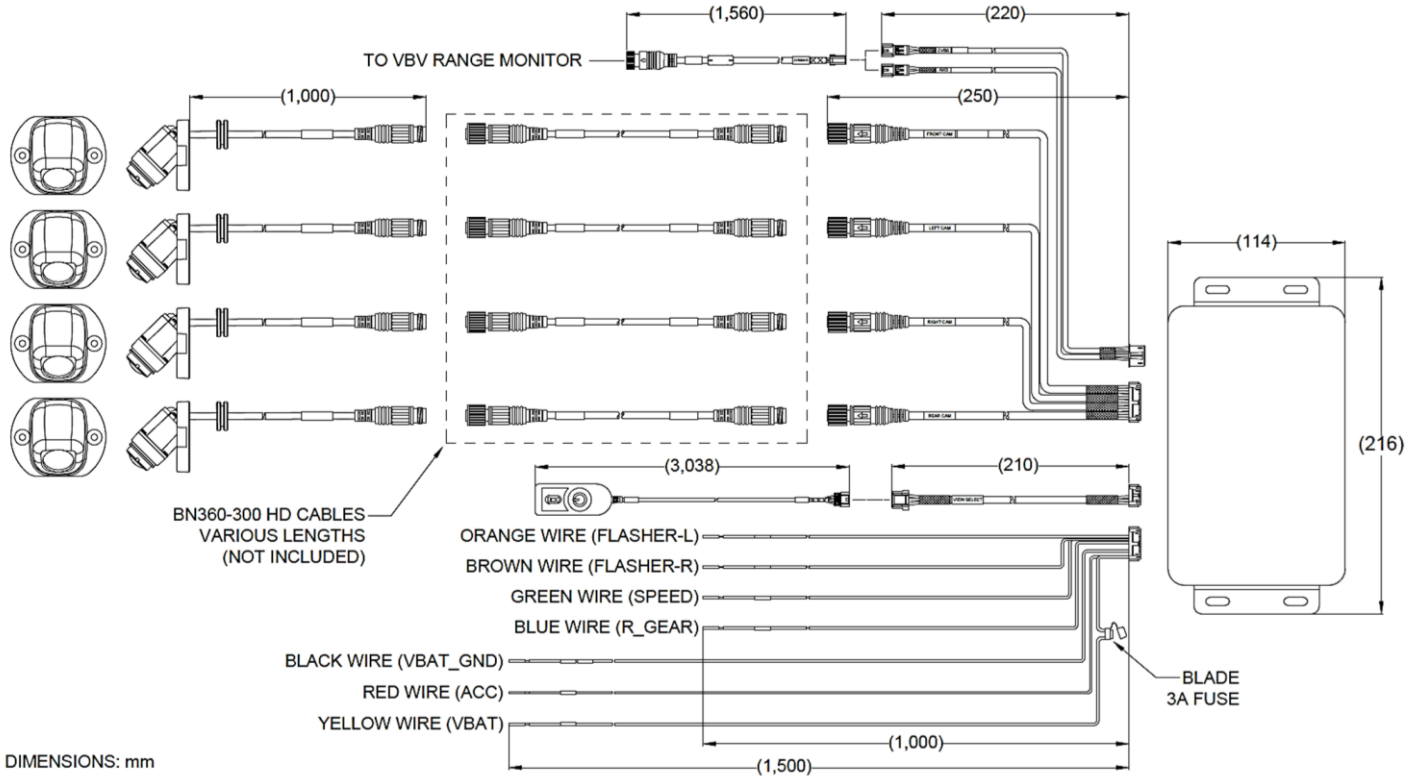 (1,560)
(220)
TO VBV RANGE MONITOR
(1,000)
(250)
FRONT CAM
LEFT CAM
(114)
RIGHT CAM
REAR CAM
(216)
(3,038)
(210)
VIEW SELECT
BN360-300 HD CABLES
VARIOUS LENGTHS
(NOT INCLUDED)
ORANGE WIRE (FLASHER-L)
BROWN WIRE (FLASHER-R)
GREEN WIRE (SPEED)
BLUE WIRE (R_GEAR)
BLACK WIRE (VBAT_GND)
RED WIRE (ACC)
YELLOW WIRE (VBAT)
BLADE
3A FUSE
(1,000)
(1,500)
DIMENSIONS: mm